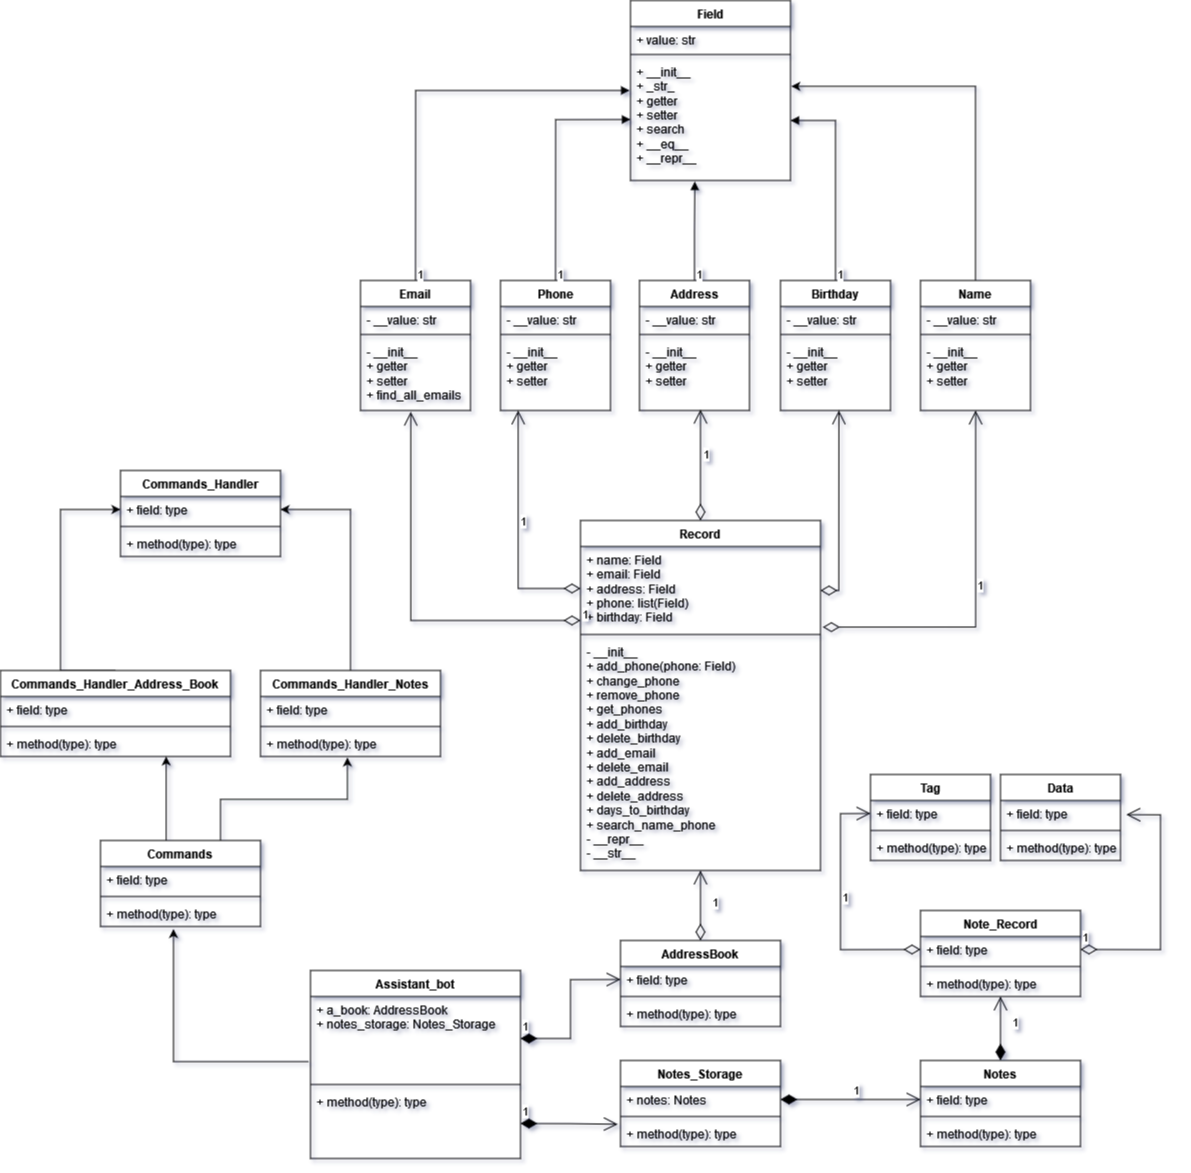 Field
+ value: str
+ __init__
+ _str_
+ getter
+ setter
+ search
+ __eq__
+ __repr__
1
1
1
1
Email
- __value: str
- __init__
+ getter
+ setter
+ find_all_emails
Phone
- __value: str
- __init__
+ getter
+ setter
Address
- __value: str
- __init__
+ getter
+ setter
Birthday
- __value: str
- __init__
+ getter
+ setter
Name
- __value: str
- __init__
+ getter
+ setter
1
1
1
1
Commands_Handler
+ field: type
+ method(type): type
Record
+ name: Field
+ email: Field
+ address: Field
+ phone: list(Field)
+ birthday: Field
- __init__
+ add_phone(phone: Field)
+ change_phone
+ remove_phone
+ get_phones
+ add_birthday
+ delete_birthday
+ add_email
+ delete_email
+ add_address
+ delete_address
+ days_to_birthday
+ search_name_phone
- __repr__
- __str__
Commands_Handler_Address_Book
+ field: type
+ method(type): type
Commands_Handler_Notes
+ field: type
+ method(type): type
Tag
+ field: type
+ method(type): type
Data
+ field: type
+ method(type): type
Commands
+ field: type
+ method(type): type
1
1
1
Note_Record
+ field: type
+ method(type): type
AddressBook
+ field: type
+ method(type): type
Assistant_bot
+ a_book: AddressBook
+ notes_storage: Notes_Storage
+ method(type): type
1
1
1
1
Notes_Storage
+ notes: Notes
+ method(type): type
Notes
+ field: type
+ method(type): type